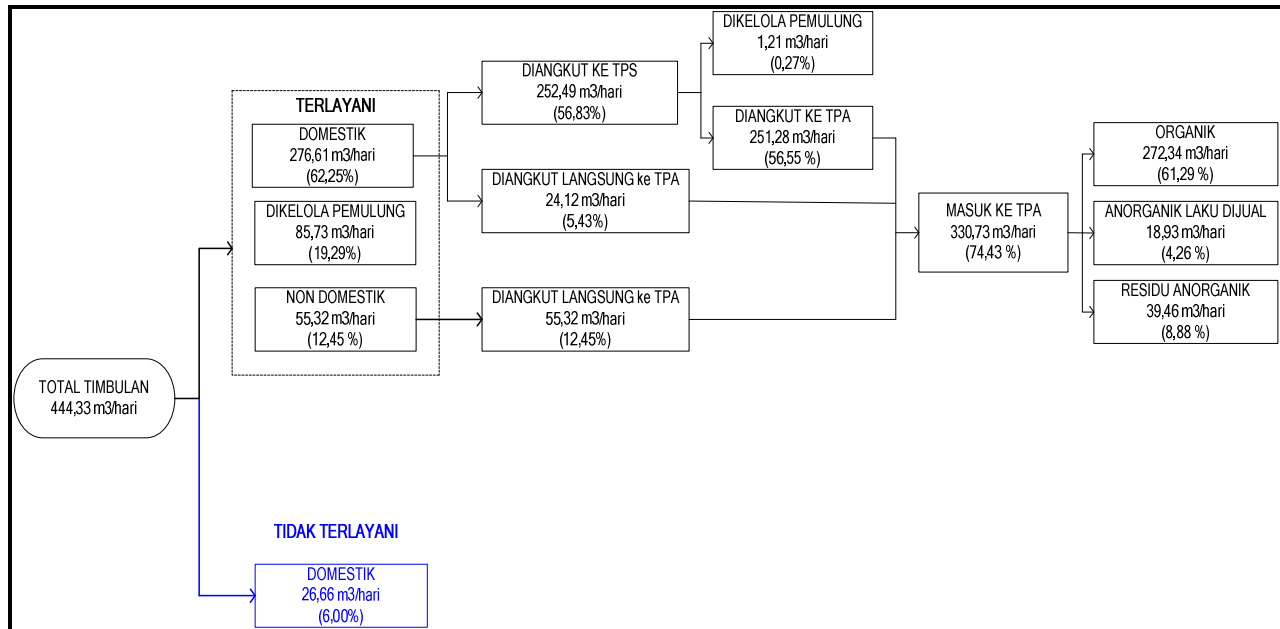 TOTAL TIMBULAN
444,33 m3/hari
TERLAYANI
DOMESTIK
276,61 m3/hari
(62,25%)
DIKELOLA PEMULUNG
85,73 m3/hari
(19,29%)
NON DOMESTIK
55,32 m3/hari
(12,45 %)
TIDAK TERLAYANI
DOMESTIK
26,66 m3/hari
(6,00%)
DIANGKUT KE TPS
252,49 m3/hari
(56,83%)
DIANGKUT LANGSUNG ke TPA
24,12 m3/hari
(5,43%)
DIANGKUT LANGSUNG ke TPA
55,32 m3/hari
(12,45%)
DIKELOLA PEMULUNG
1,21 m3/hari
(0,27%)
DIANGKUT KE TPA
251,28 m3/hari
(56,55 %)
MASUK KE TPA
330,73 m3/hari
(74,43 %)
ORGANIK
272,34 m3/hari
(61,29 %)
ANORGANIK LAKU DIJUAL
18,93 m3/hari
(4,26 %)
RESIDU ANORGANIK
39,46 m3/hari
(8,88 %)